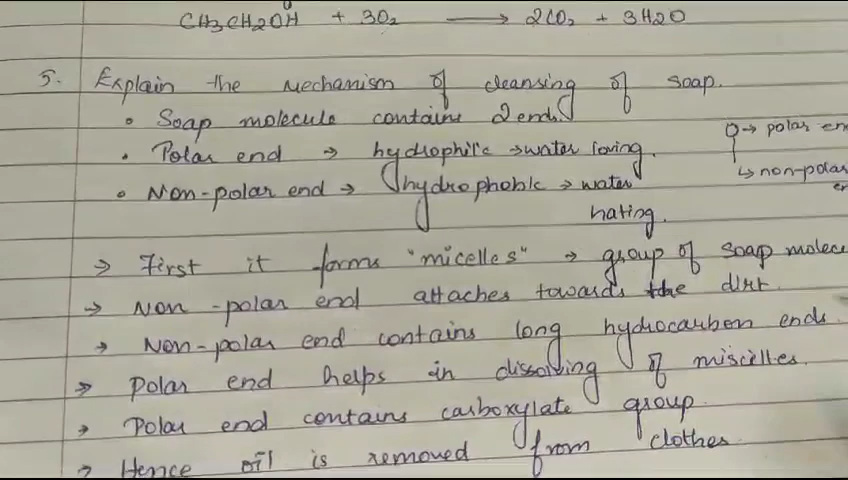 CH3CH2OH + 3O2 → 2CO2 + 3H2O
5. Explain the mechanism of cleansing of soap.
• Soap molecule contains 2 ends.
• Polar end → hydrophilic → water loving.
• Non-polar end → hydrophobic → water
hating.
→ polar en
→ non-polar
en
→ First it forms "micelles" → group of soap molecu
→ Non-polar end attaches towards the dirt.
→ Non-polar end contains long hydrocarbon ends.
→ Polar end helps in dissolving of miscelles.
→ Polar end contains carboxylate group.
→ Hence oil is removed from clothes.